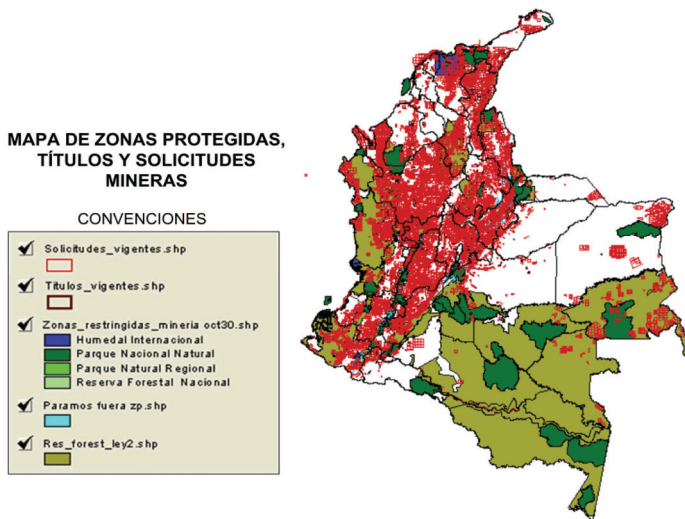 MAPA DE ZONAS PROTEGIDAS,
TÍTULOS Y SOLICITUDES
MINERAS
CONVENCIONES
Solicitudes_vigentes.shp
Titulos_vigentes.shp
Zonas_restringidas_mineria oct30.shp
Humedal Internacional
Parque Nacional Natural
Parque Natural Regional
Reserva Forestal Nacional
Paramos fuera zp.shp
Res_forest_ley2.shp